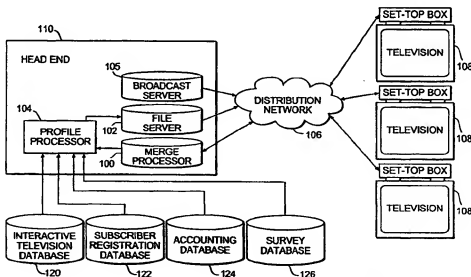 110
HEAD END
105
BROADCAST
SERVER
104
PROFILE
PROCESSOR
102
FILE
SERVER
100
MERGE
PROCESSOR
DISTRIBUTION
NETWORK
106
SET-TOP BOX
TELEVISION
108
SET-TOP BOX
TELEVISION
108
SET-TOP BOX
TELEVISION
108
INTERACTIVE
TELEVISION
DATABASE
120
SUBSCRIBER
REGISTRATION
DATABASE
122
ACCOUNTING
DATABASE
124
SURVEY
DATABASE
126